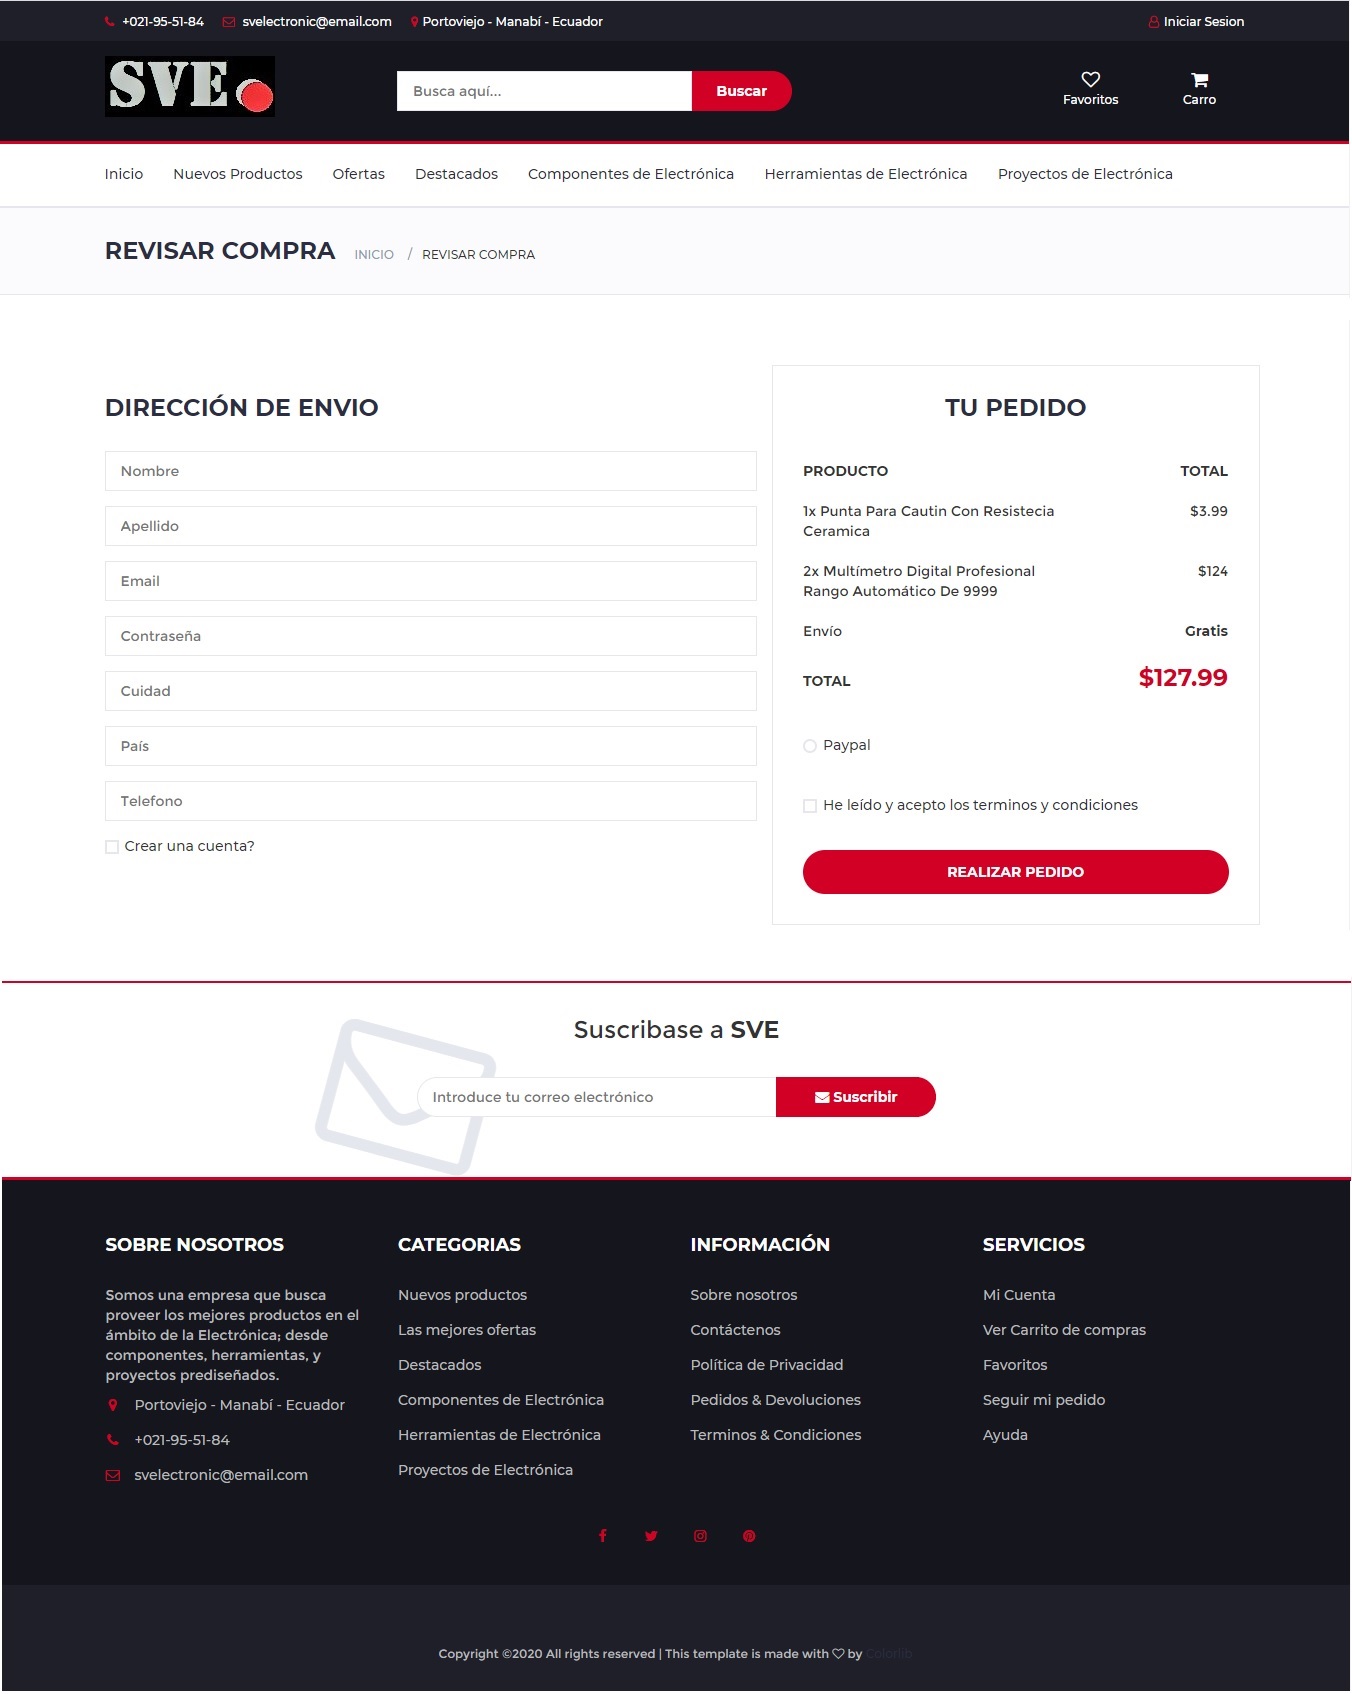 +021-95-51-84 svelectronic@email.com Portoviejo - Manabí - Ecuador Iniciar Sesion
SVE
Busca aquí... Buscar
Favoritos Carro
Inicio Nuevos Productos Ofertas Destacados Componentes de Electrónica Herramientas de Electrónica Proyectos de Electrónica
REVISAR COMPRA INICIO / REVISAR COMPRA
DIRECCIÓN DE ENVIO
Nombre
Apellido
Email
Contraseña
Cuidad
País
Telefono
Crear una cuenta?
TU PEDIDO
PRODUCTO TOTAL
1x Punta Para Cautin Con Resistecia $3.99
Ceramica
2x Multímetro Digital Profesional $124
Rango Automático De 9999
Envío Gratis
TOTAL $127.99
Paypal
He leído y acepto los terminos y condiciones
REALIZAR PEDIDO
Suscribase a SVE
Introduce tu correo electrónico Suscribir
SOBRE NOSOTROS
Somos una empresa que busca
proveer los mejores productos en el
ámbito de la Electrónica; desde
componentes, herramientas, y
proyectos prediseñados.
Portoviejo - Manabí - Ecuador
+021-95-51-84
svelectronic@email.com
CATEGORIAS
Nuevos productos
Las mejores ofertas
Destacados
Componentes de Electrónica
Herramientas de Electrónica
Proyectos de Electrónica
INFORMACIÓN
Sobre nosotros
Contáctenos
Política de Privacidad
Pedidos & Devoluciones
Terminos & Condiciones
SERVICIOS
Mi Cuenta
Ver Carrito de compras
Favoritos
Seguir mi pedido
Ayuda
Copyright ©2020 All rights reserved | This template is made with ♡ by Colorlib